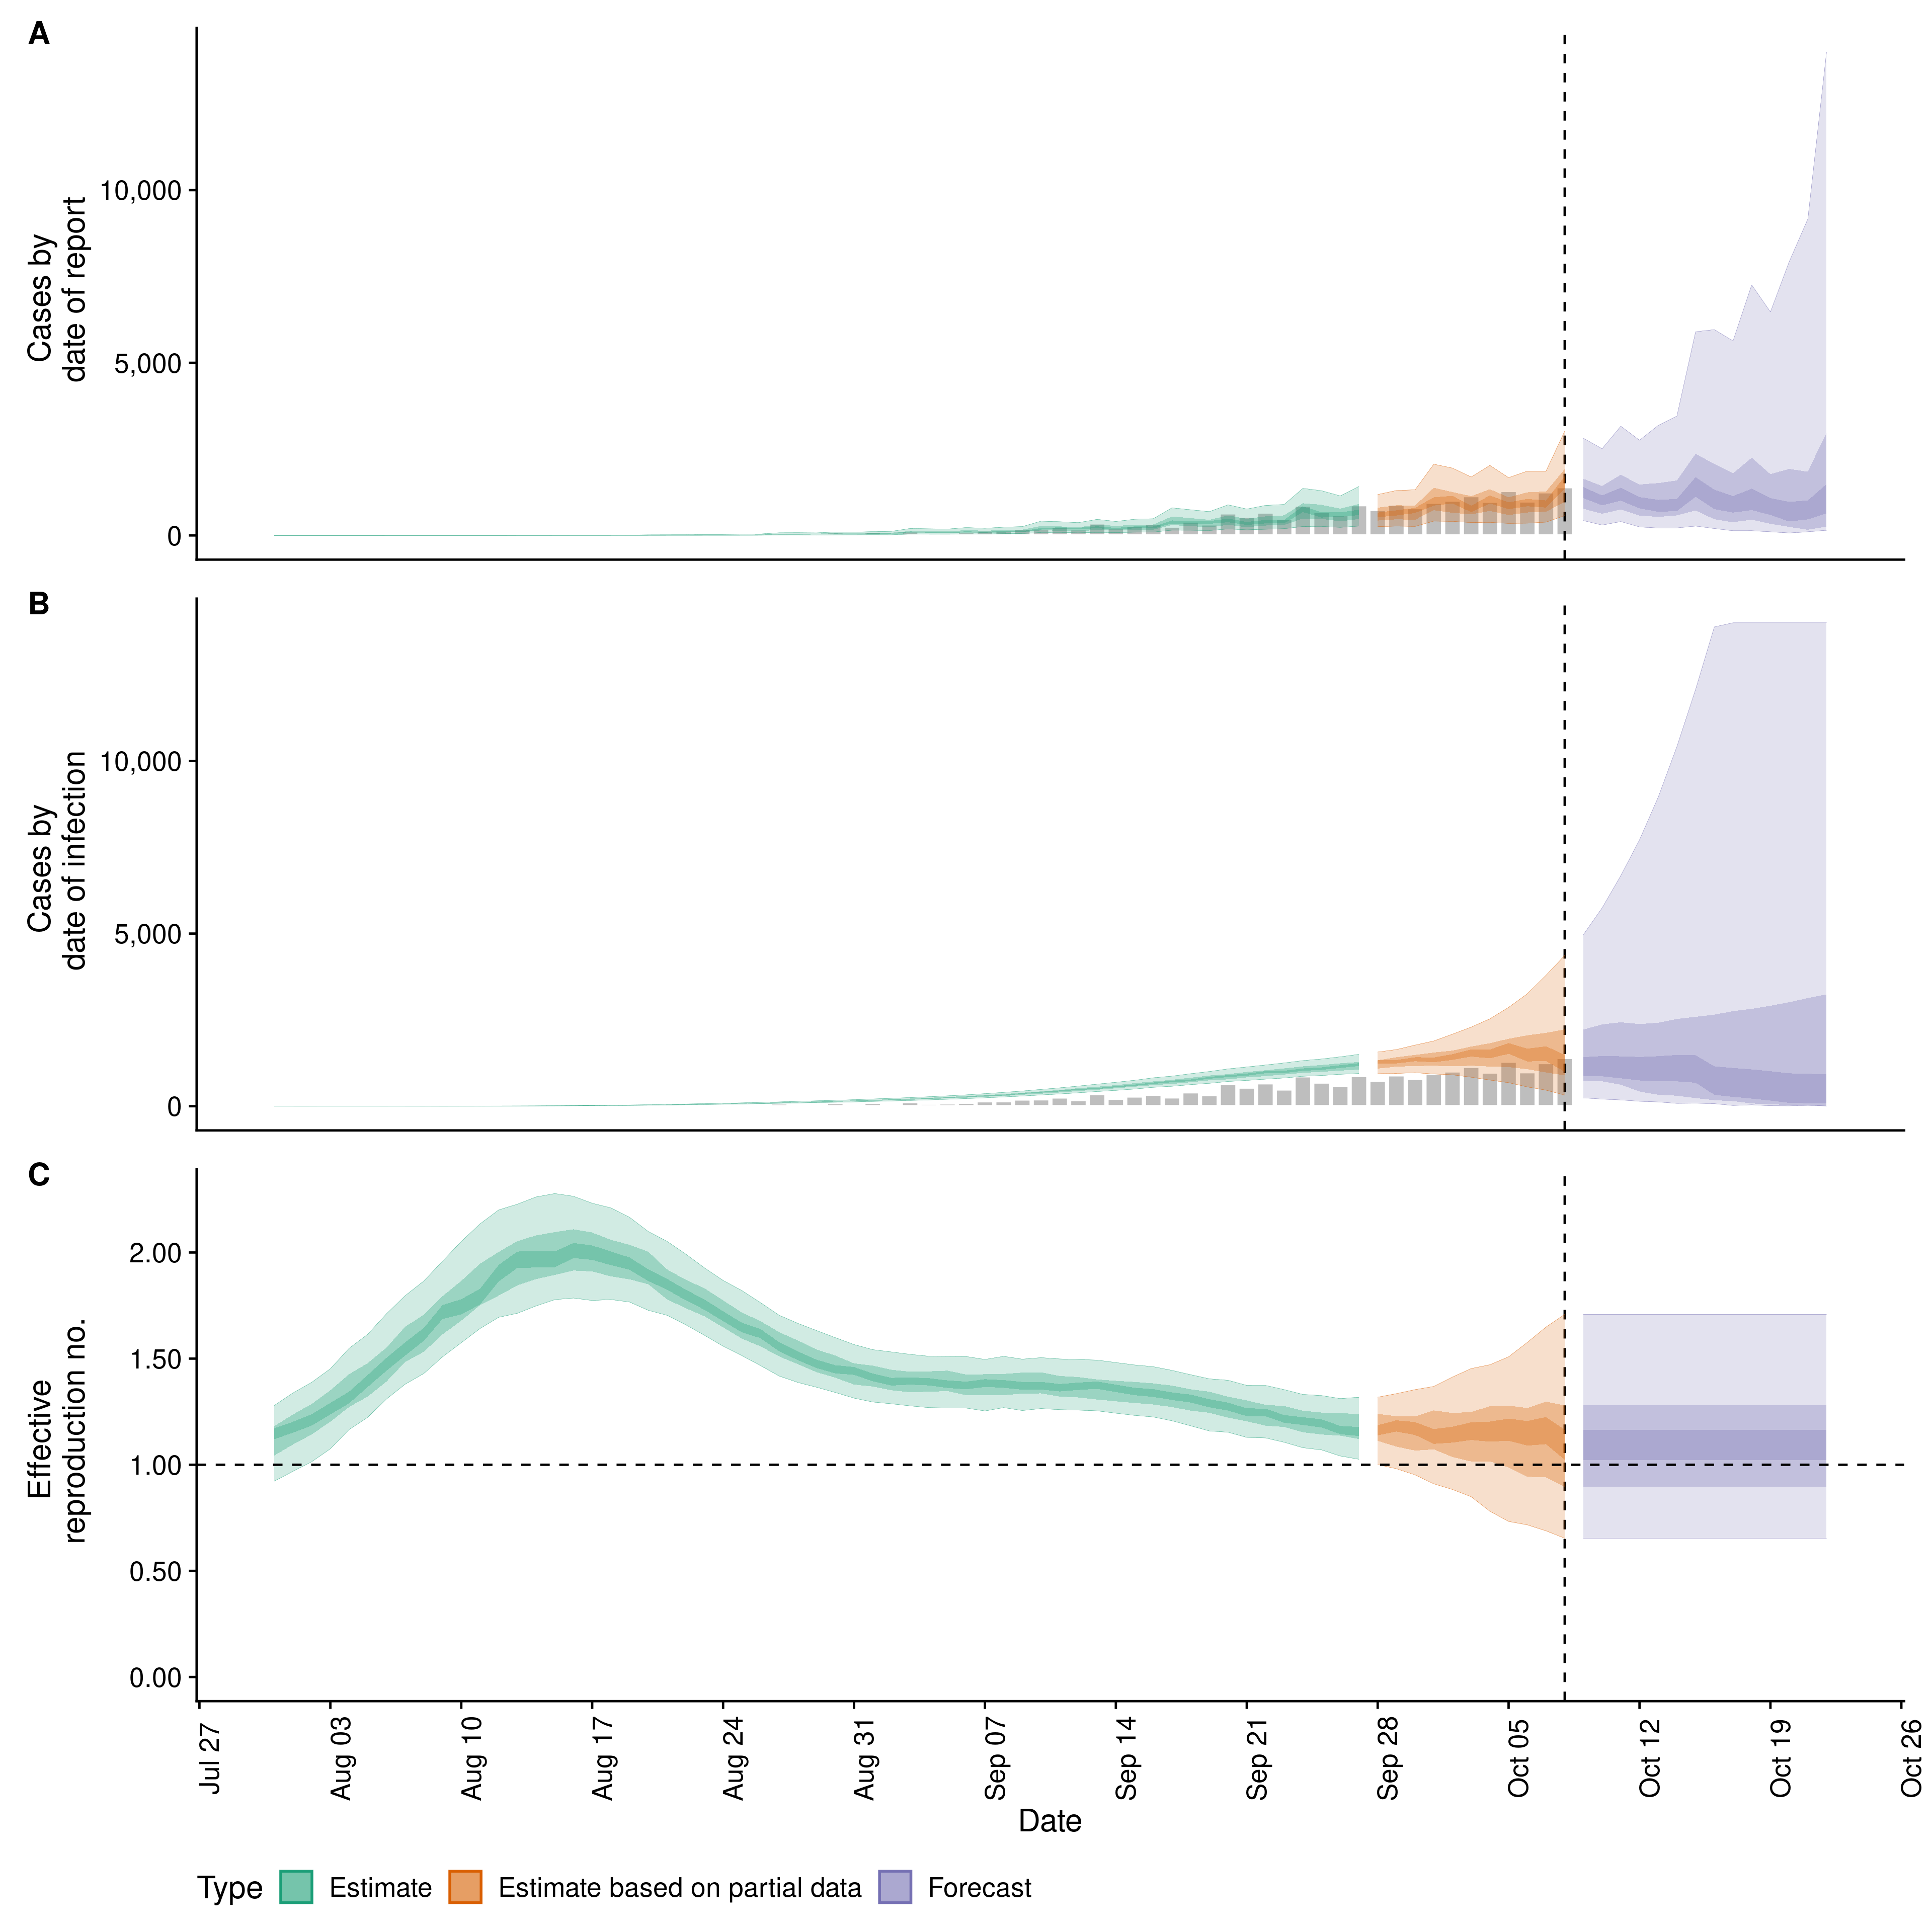 A
Cases by
date of report
10,000
5,000
0
B
Cases by
date of infection
10,000
5,000
0
C
Effective
reproduction no.
2.00
1.50
1.00
0.50
0.00
Jul 27
Aug 03
Aug 10
Aug 17
Aug 24
Aug 31
Sep 07
Sep 14
Sep 21
Sep 28
Oct 05
Oct 12
Oct 19
Oct 26
Date
Type Estimate Estimate based on partial data Forecast